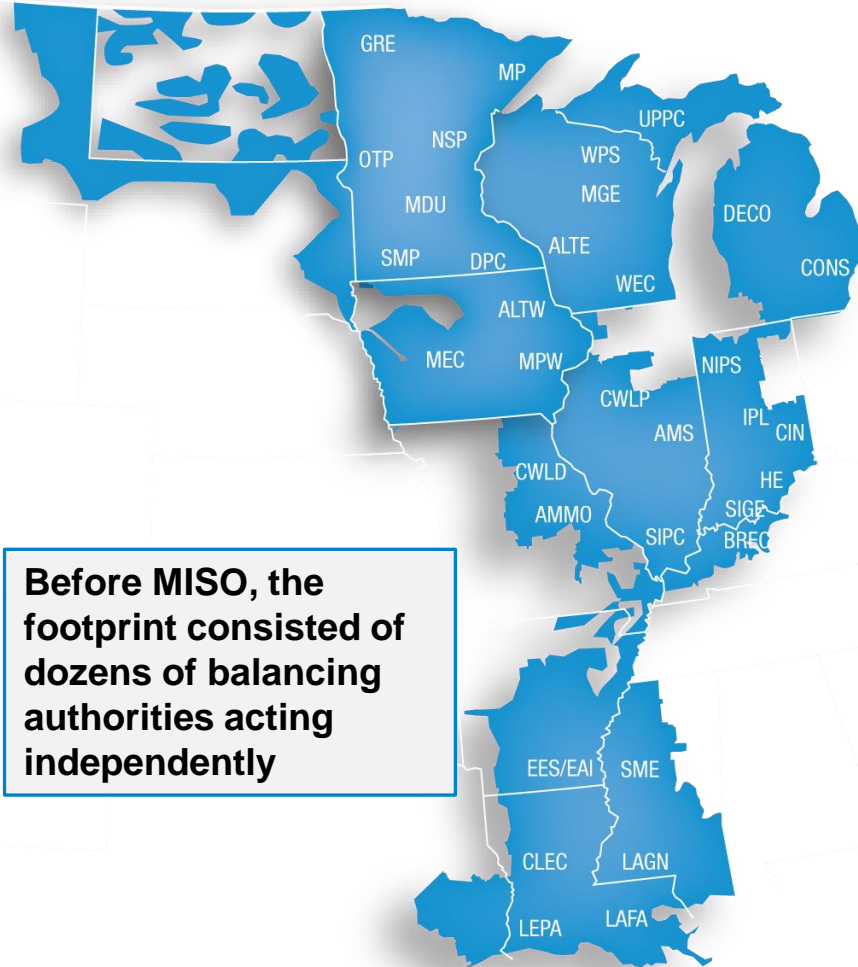 GRE
MP
UPPC
NSP
WPS
OTP
MGE
MDU
DECO
ALTE
SMP
DPC
CONS
WEC
ALTW
MEC
MPW
NIPS
CWLP
IPL
AMS
CIN
CWLD
HE
AMMO
SIGE
SIPC
BREC
Before MISO, the
footprint consisted of
dozens of balancing
authorities acting
independently
EES/EAI
SME
CLEC
LAGN
LEPA
LAFA